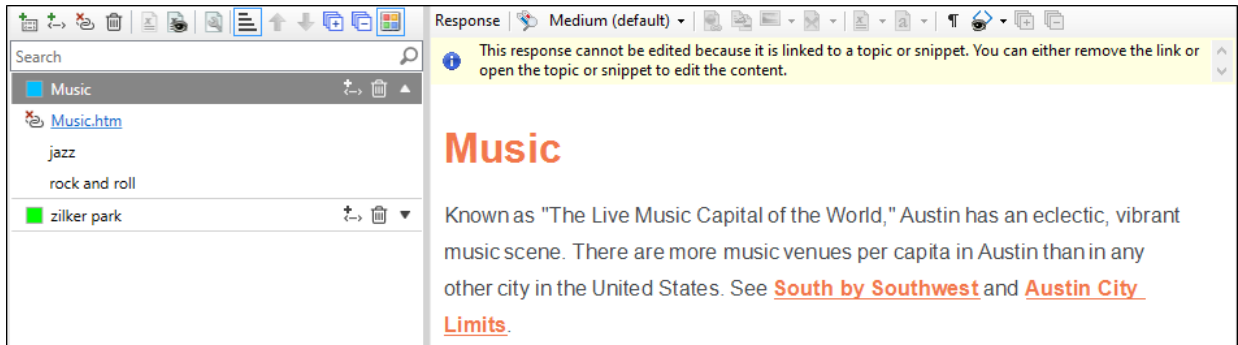 Response
Medium (default)
Search
This response cannot be edited because it is linked to a topic or snippet. You can either remove the link or
open the topic or snippet to edit the content.
Music
Music.htm
jazz
rock and roll
zilker park
Music
Known as "The Live Music Capital of the World," Austin has an eclectic, vibrant
music scene. There are more music venues per capita in Austin than in any
other city in the United States. See South by Southwest and Austin City
Limits.